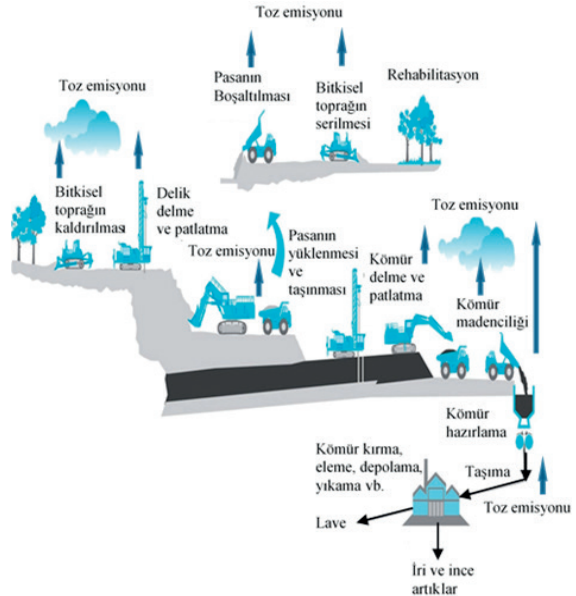 Toz emisyonu
Pasanın
Boşaltılması
Bitkisel
toprağın
serilmesi
Rehabilitasyon
Toz emisyonu
Bitkisel
toprağın
kaldırılması
Delik
delme
ve patlatma
Toz emisyonu
Pasanın
yüklenmesi
ve
taşınması
Kömür
delme ve
patlatma
Toz emisyonu
Kömür
madenciliği
Kömür
hazırlama
Kömür kırma,
eleme, depolama,
yıkama vb.
Taşıma
Toz emisyonu
Lave
İri ve ince
artıklar